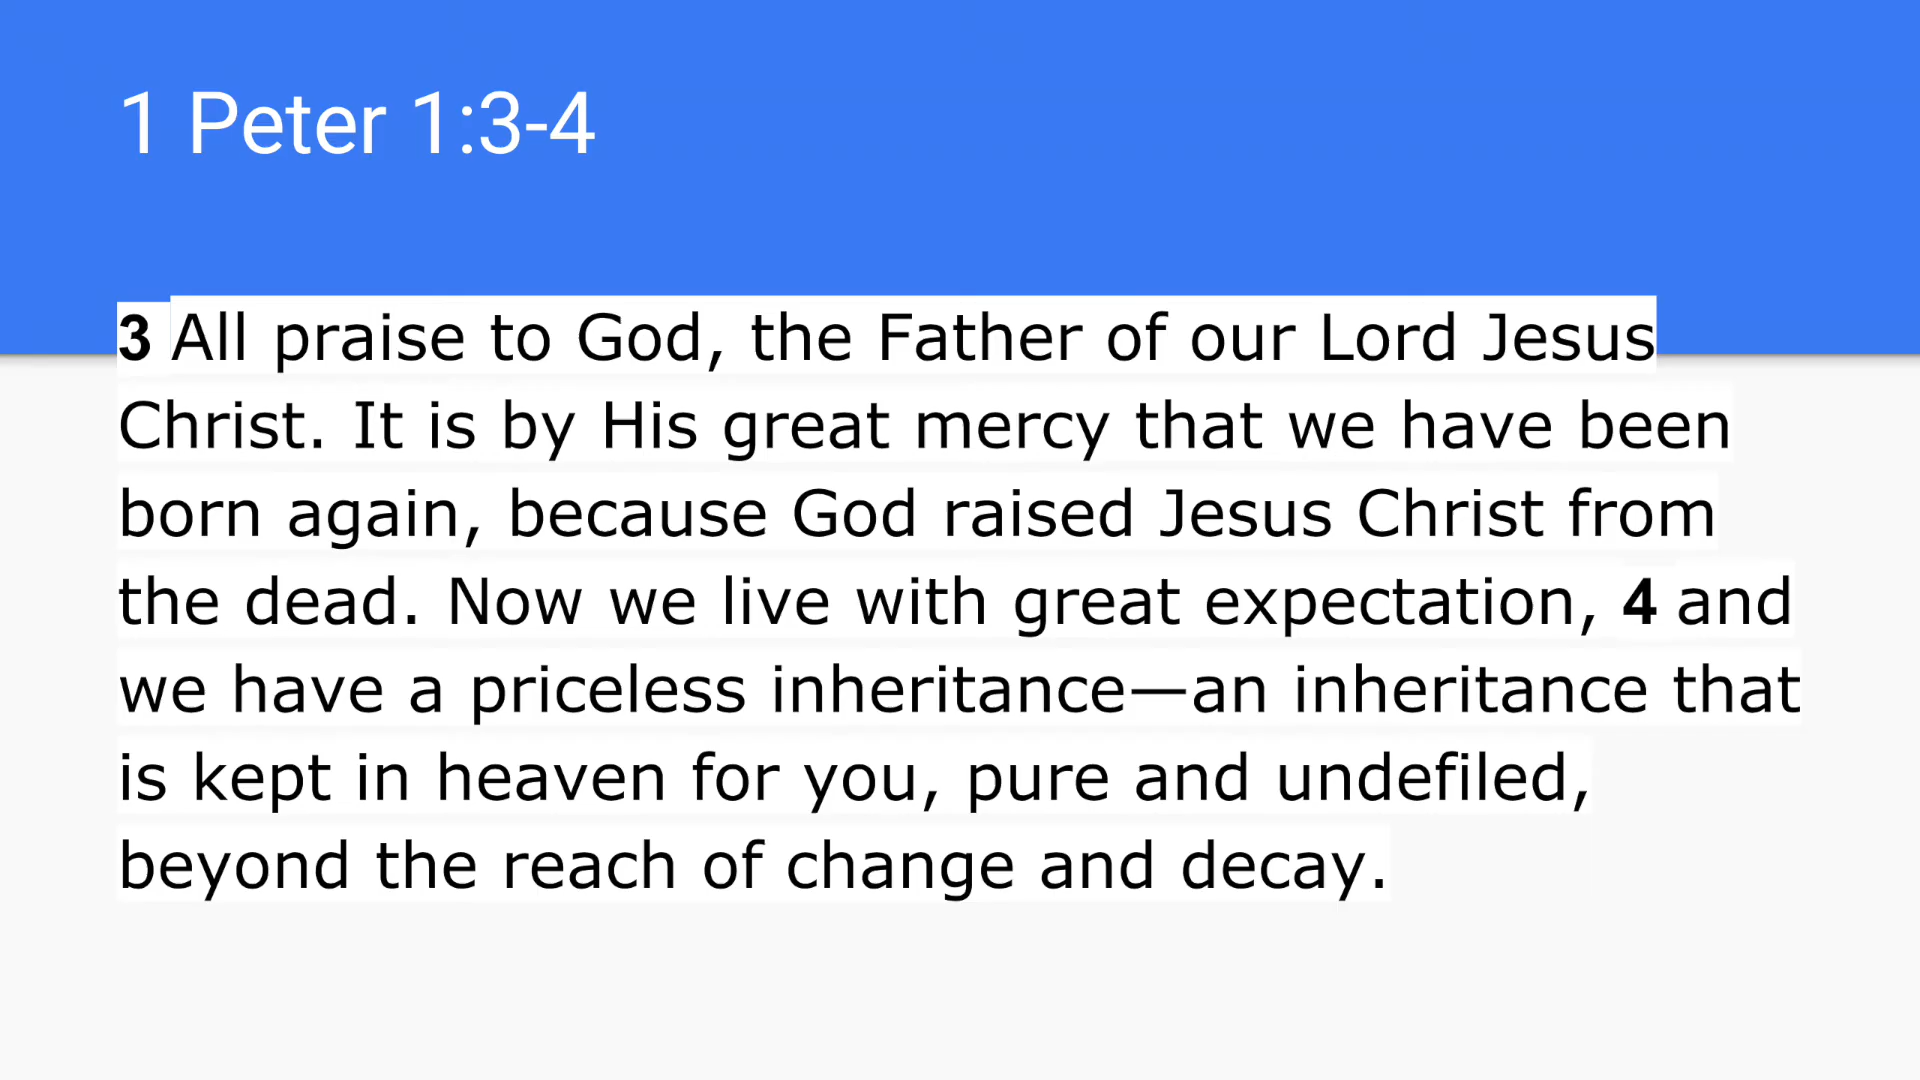 1 Peter 1:3-4
3 All praise to God, the Father of our Lord Jesus
Christ. It is by His great mercy that we have been
born again, because God raised Jesus Christ from
the dead. Now we live with great expectation, 4 and
we have a priceless inheritance—an inheritance that
is kept in heaven for you, pure and undefiled,
beyond the reach of change and decay.